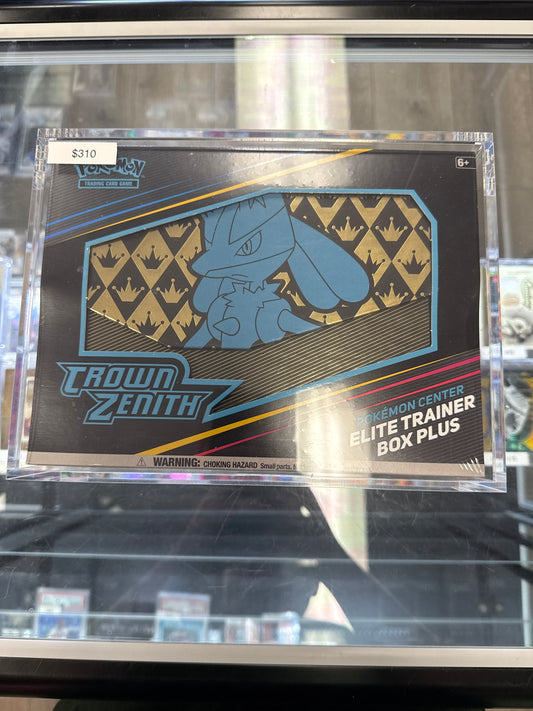 $310
POKéMON
TRADING CARD GAME
6+
CROWN
ZENITH
POKÉMON CENTER
ELITE TRAINER
BOX PLUS
WARNING: CHOKING HAZARD Small parts.